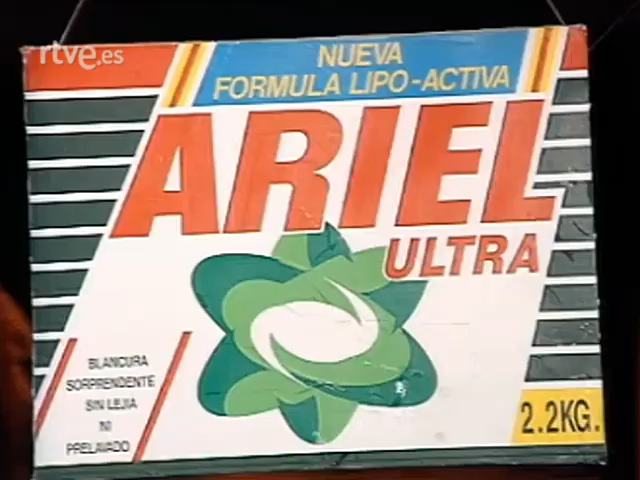 rtve.es
NUEVA
FORMULA LIPO-ACTIVA
ARIEL
ULTRA
BLANCURA
SORPRENDENTE
SIN LEJIA
NI
PRELAVADO
2.2KG.